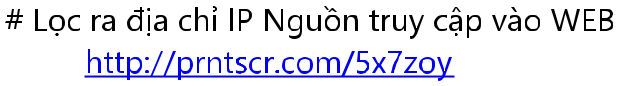 # Lọc ra địa chỉ IP Nguồn truy cập vào WEB
http://prntscr.com/5x7zoy